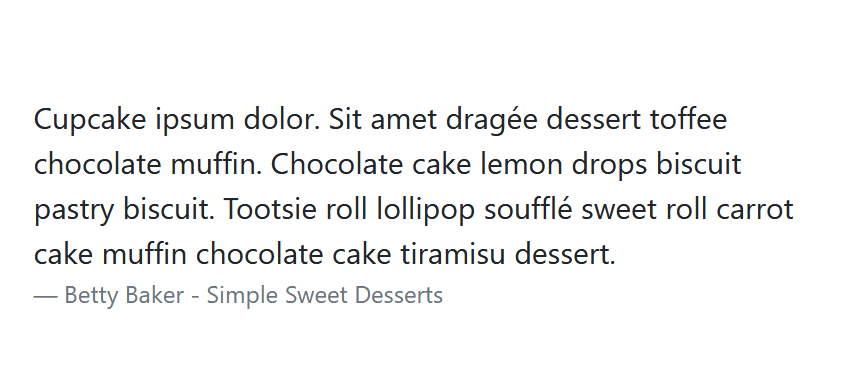 Cupcake ipsum dolor. Sit amet dragée dessert toffee
chocolate muffin. Chocolate cake lemon drops biscuit
pastry biscuit. Tootsie roll lollipop soufflé sweet roll carrot
cake muffin chocolate cake tiramisu dessert.
— Betty Baker - Simple Sweet Desserts